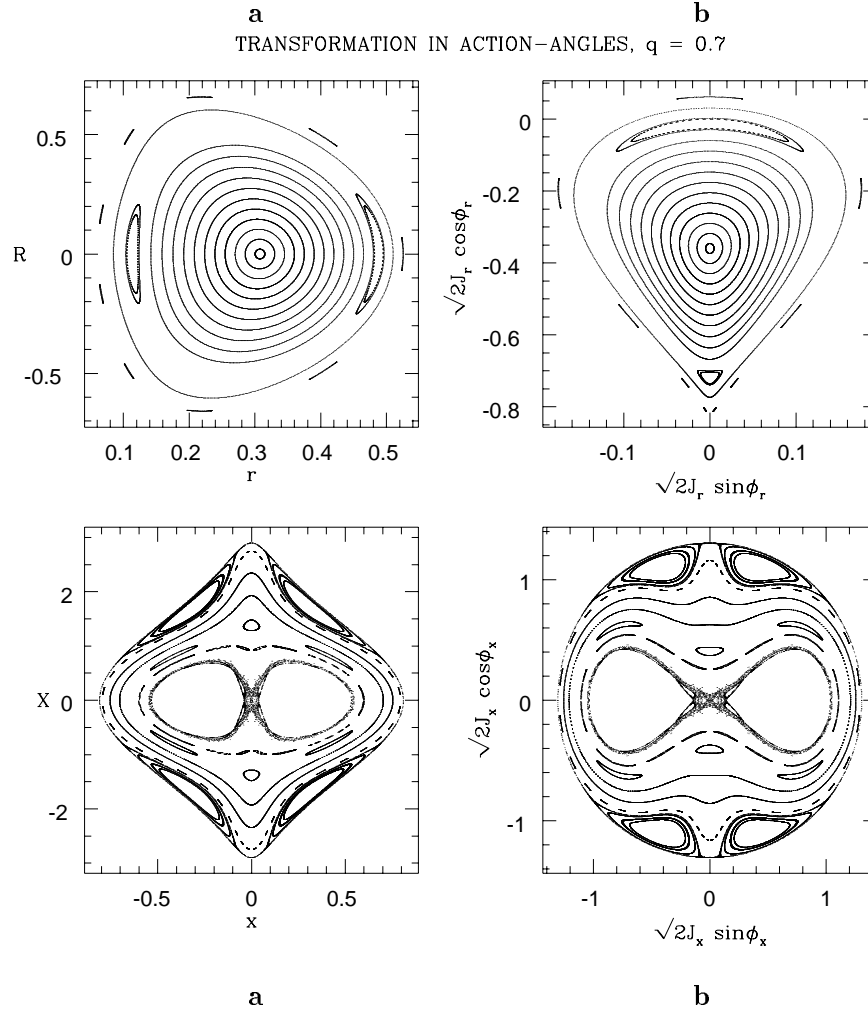 a b
TRANSFORMATION IN ACTION-ANGLES, q = 0.7
0.5
0
-0.5
R
0.1 0.2 0.3 0.4 0.5
r
0
-0.2
-0.4
-0.6
-0.8
√2J_r cosϕ_r
-0.1 0 0.1
√2J_r sinϕ_r
2
0
-2
X
-0.5 0 0.5
x
1
0
-1
√2J_x cosϕ_x
-1 0 1
√2J_x sinϕ_x
a b